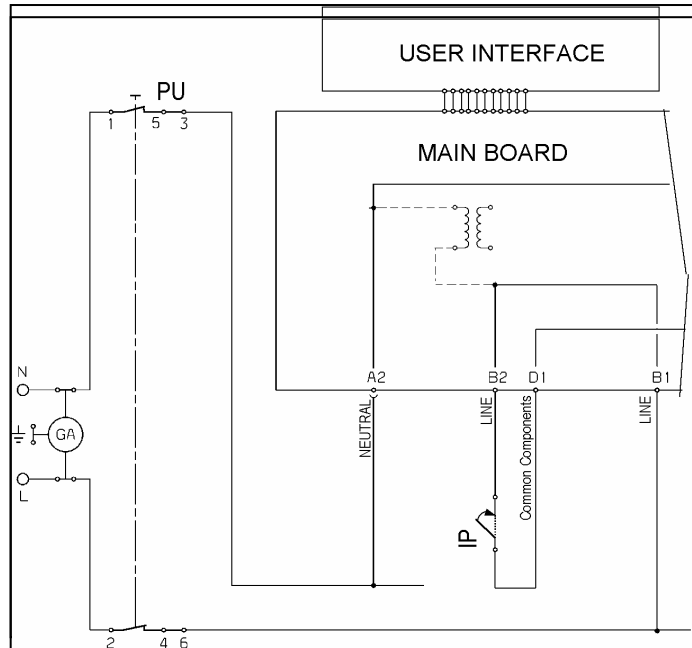 USER INTERFACE
PU
1 5 3
MAIN BOARD
N
A2 B2 D1 B1
GA
NEUTRAL
LINE
Common Components
LINE
L
IP
2 4 6